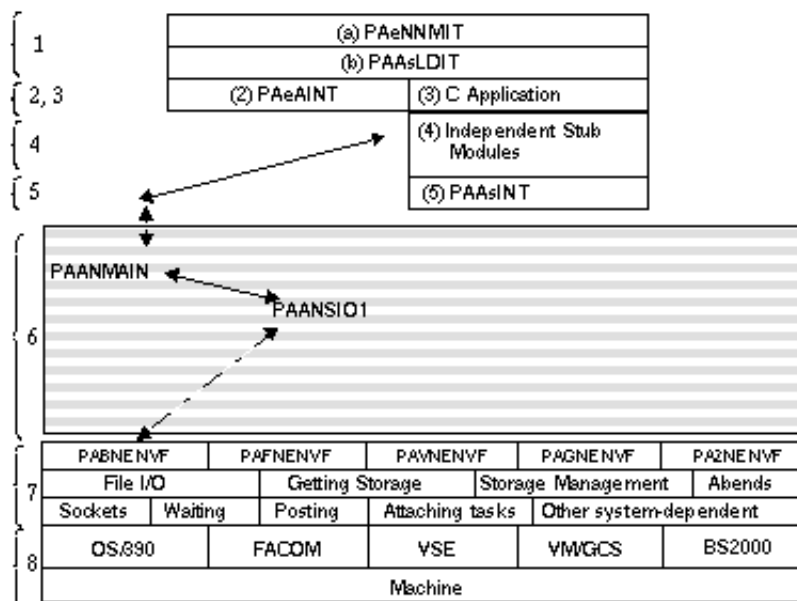 1
(a) PAeNNMIT
(b) PAAsLDIT
2, 3
(2) PAeAINT
(3) C Application
4
(4) Independent Stub
Modules
5
(5) PAAsINT
PAANMAIN
PAANSIO1
6
PABNENVF PAFNENVF PAVNENVF PAGNENVF PA2NENVF
7
File I/O Getting Storage Storage Management Abends
Sockets Waiting Posting Attaching tasks Other system-dependent
8
OS/390 FACOM VSE VM/GCS BS2000
Machine